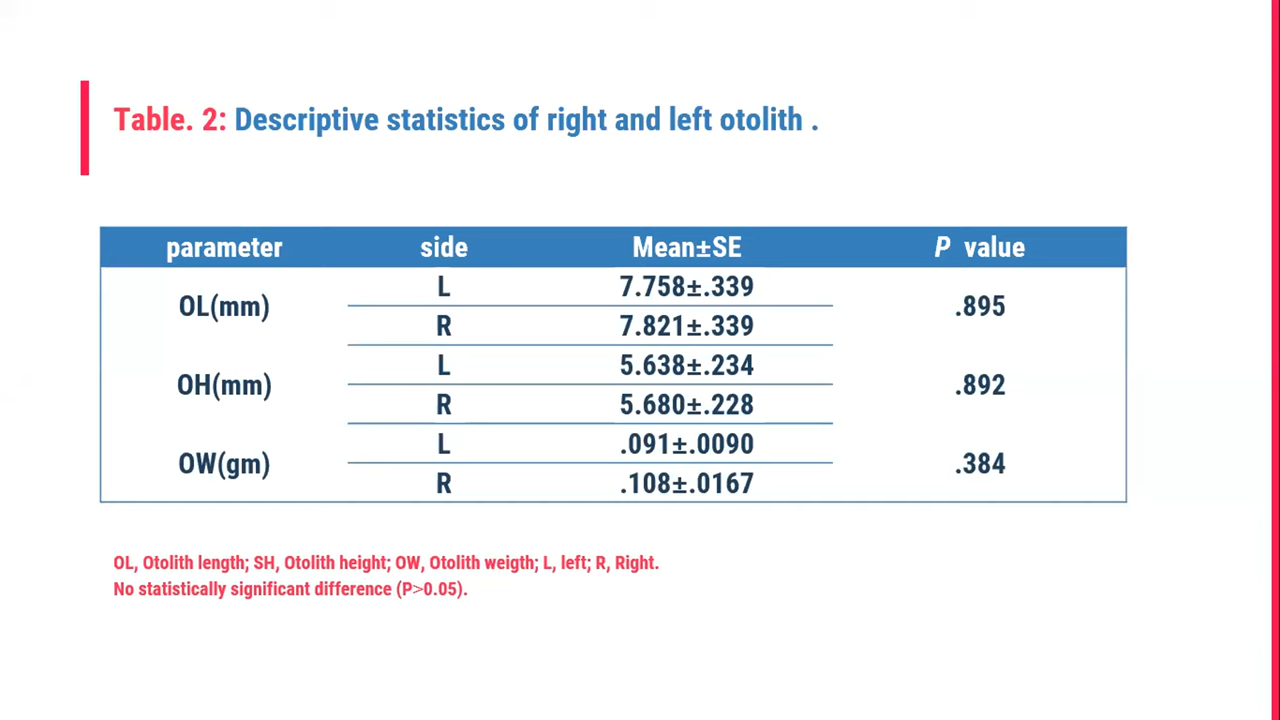 Table. 2: Descriptive statistics of right and left otolith .
parameter side Mean±SE P value
OL(mm) L 7.758±.339 .895
R 7.821±.339
OH(mm) L 5.638±.234 .892
R 5.680±.228
OW(gm) L .091±.0090 .384
R .108±.0167
OL, Otolith length; SH, Otolith height; OW, Otolith weigth; L, left; R, Right.
No statistically significant difference (P>0.05).